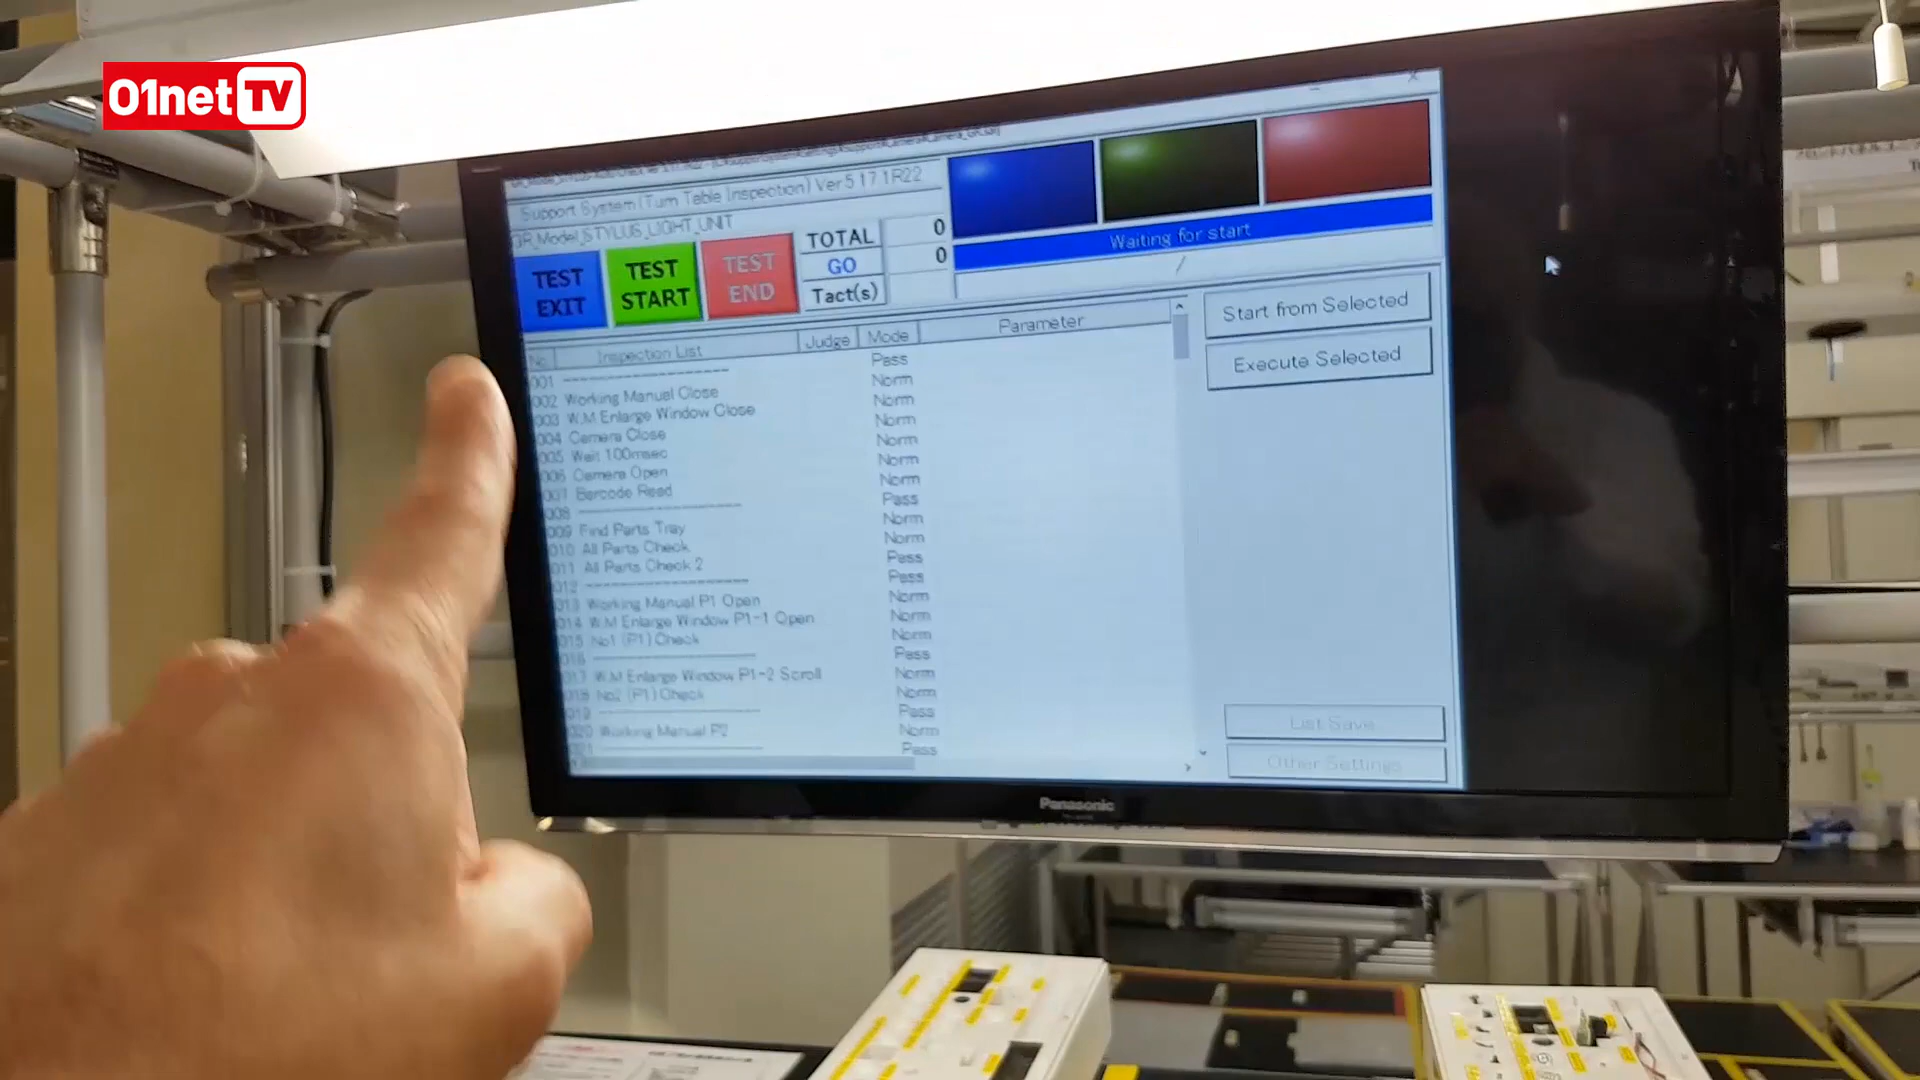 01net TV
Support System (Turn Table Inspection) Ver 5.17.1R22
Model_STYLUS_LIGHT_UNIT
TEST EXIT
TEST START
TEST END
TOTAL 0
GO 0
Tact(s)
Waiting for start
/
Start from Selected
Execute Selected
No Inspection List Judge Mode Parameter
001 -------------------- Pass
002 Working Manual Close Norm
003 W.M Enlarge Window Close Norm
004 Camera Close Norm
005 Wait 100msec Norm
006 Camera Open Norm
007 Barcode Read Norm
008 -------------------- Pass
009 Find Parts Tray Norm
010 All Parts Check Norm
011 All Parts Check 2 Pass
012 -------------------- Pass
013 Working Manual P1 Open Norm
014 W.M Enlarge Window P1-1 Open Norm
015 No1 (P1) Check Norm
016 -------------------- Pass
017 W.M Enlarge Window P1-2 Scroll Norm
018 No2 (P1) Check Norm
019 -------------------- Pass
020 Working Manual P2 Norm
021 -------------------- Pass
List Save
Other Settings
Panasonic